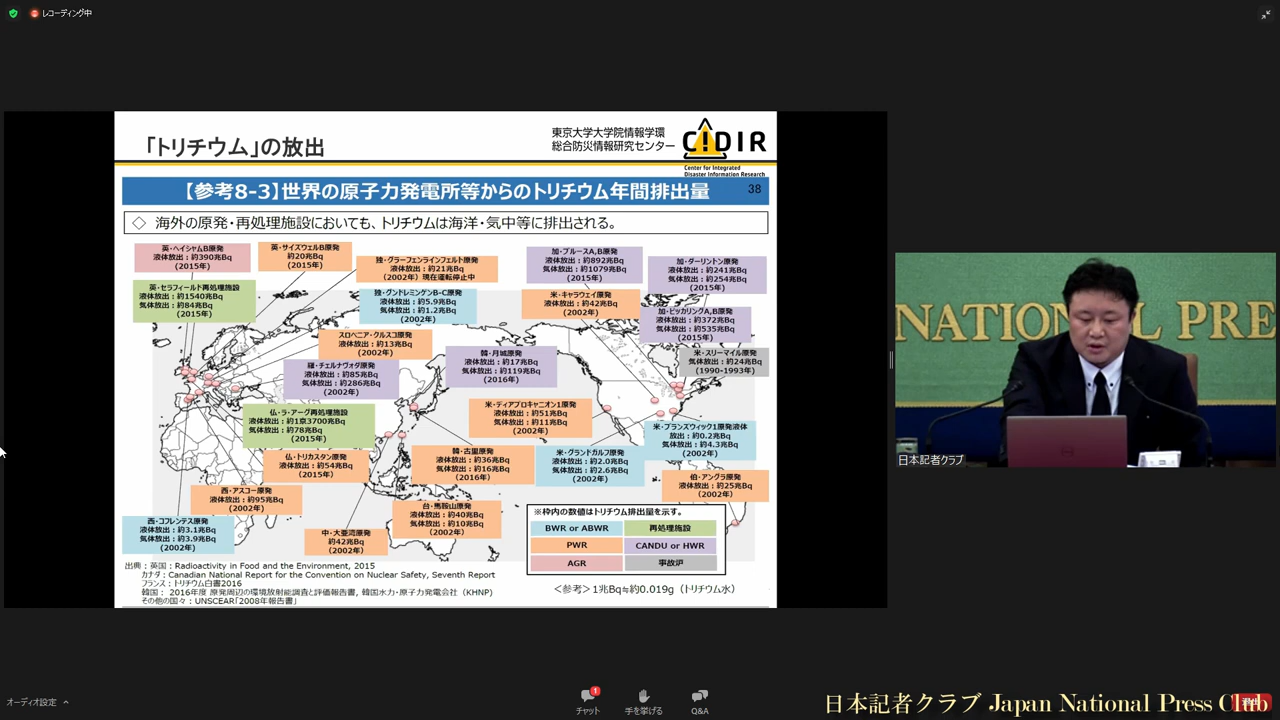 レコーディング中
「トリチウム」の放出
東京大学大学院情報学環
総合防災情報研究センター
C!DIR
Center for Integrated
Disaster Information Research
【参考8-3】世界の原子力発電所等からのトリチウム年間排出量
38
◇ 海外の原発・再処理施設においても、トリチウムは海洋・気中等に排出される。
英・ヘイシャムB原発
液体放出:約390兆Bq
(2015年)
英・サイズウェルB原発
約20兆Bq
(2015年)
独・グラーフェンラインフェルト原発
液体放出:約21兆Bq
(2002年)現在運転停止中
加・ブルースA,B原発
液体放出:約892兆Bq
気体放出:約1079兆Bq
(2015年)
加・ダーリントン原発
液体放出:約241兆Bq
気体放出:約254兆Bq
(2015年)
英・セラフィールド再処理施設
液体放出:約1540兆Bq
気体放出:約84兆Bq
(2015年)
独・グントレミンゲンB-C原発
液体放出:約5.9兆Bq
気体放出:約1.2兆Bq
(2002年)
米・キャラウェイ原発
液体放出:約42兆Bq
(2002年)
加・ピッカリングA,B原発
液体放出:約372兆Bq
気体放出:約535兆Bq
(2015年)
スロベニア・クルスコ原発
液体放出:約13兆Bq
(2002年)
韓・月城原発
液体放出:約17兆Bq
気体放出:約119兆Bq
(2016年)
米・スリーマイル原発
気体放出:約24兆Bq
(1990-1993年)
羅・チェルナヴォダ原発
液体放出:約85兆Bq
気体放出:約286兆Bq
(2002年)
仏・ラ・アーグ再処理施設
液体放出:約1京3700兆Bq
気体放出:約78兆Bq
(2015年)
米・ディアブロキャニオン1原発
液体放出:約51兆Bq
気体放出:約11兆Bq
(2002年)
米・ブランズウィック1原発液体
放出:約0.2兆Bq
気体放出:約4.3兆Bq
(2002年)
仏・トリカスタン原発
液体放出:約54兆Bq
(2015年)
韓・古里原発
液体放出:約36兆Bq
気体放出:約16兆Bq
(2016年)
米・グランドガルフ原発
液体放出:約2.0兆Bq
気体放出:約2.6兆Bq
(2002年)
伯・アングラ原発
液体放出:約25兆Bq
(2002年)
西・アスコー原発
液体放出:約95兆Bq
(2002年)
西・コフレンテス原発
液体放出:約3.1兆Bq
気体放出:約3.9兆Bq
(2002年)
中・大亜湾原発
約42兆Bq
(2002年)
台・馬鞍山原発
液体放出:約40兆Bq
気体放出:約10兆Bq
(2002年)
※枠内の数値はトリチウム排出量を示す。
BWR or ABWR 再処理施設
PWR CANDU or HWR
AGR 事故炉
出典:英国:Radioactivity in Food and the Environment, 2015
カナダ:Canadian National Report for the Convention on Nuclear Safety, Seventh Report
フランス:トリチウム白書2016
韓国: 2016年度 原発周辺の環境放射能調査と評価報告書, 韓国水力・原子力発電会社(KHNP)
その他の国々:UNSCEAR「2008年報告書」
<参考>1兆Bq≒約0.019g(トリチウム水)
NATIONAL PRE
日本記者クラブ
オーディオ設定
1
チャット
手を挙げる
Q&A
日本記者クラブ Japan National Press Club